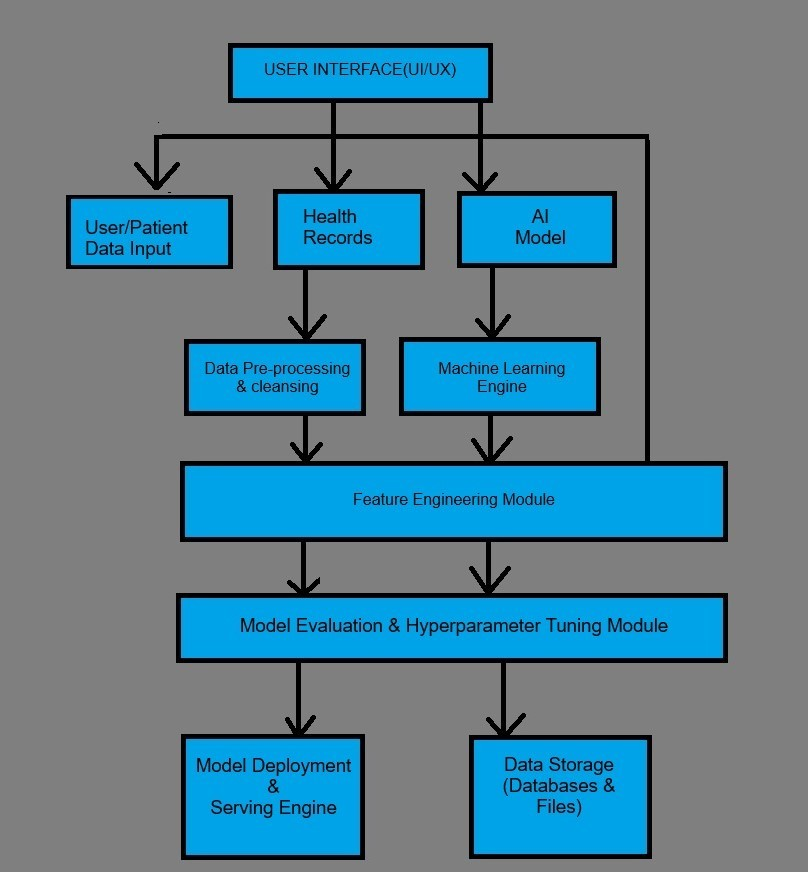 USER INTERFACE(UI/UX)
User/Patient
Data Input
Health
Records
AI
Model
Data Pre-processing
& cleansing
Machine Learning
Engine
Feature Engineering Module
Model Evaluation & Hyperparameter Tuning Module
Model Deployment
&
Serving Engine
Data Storage
(Databases &
Files)